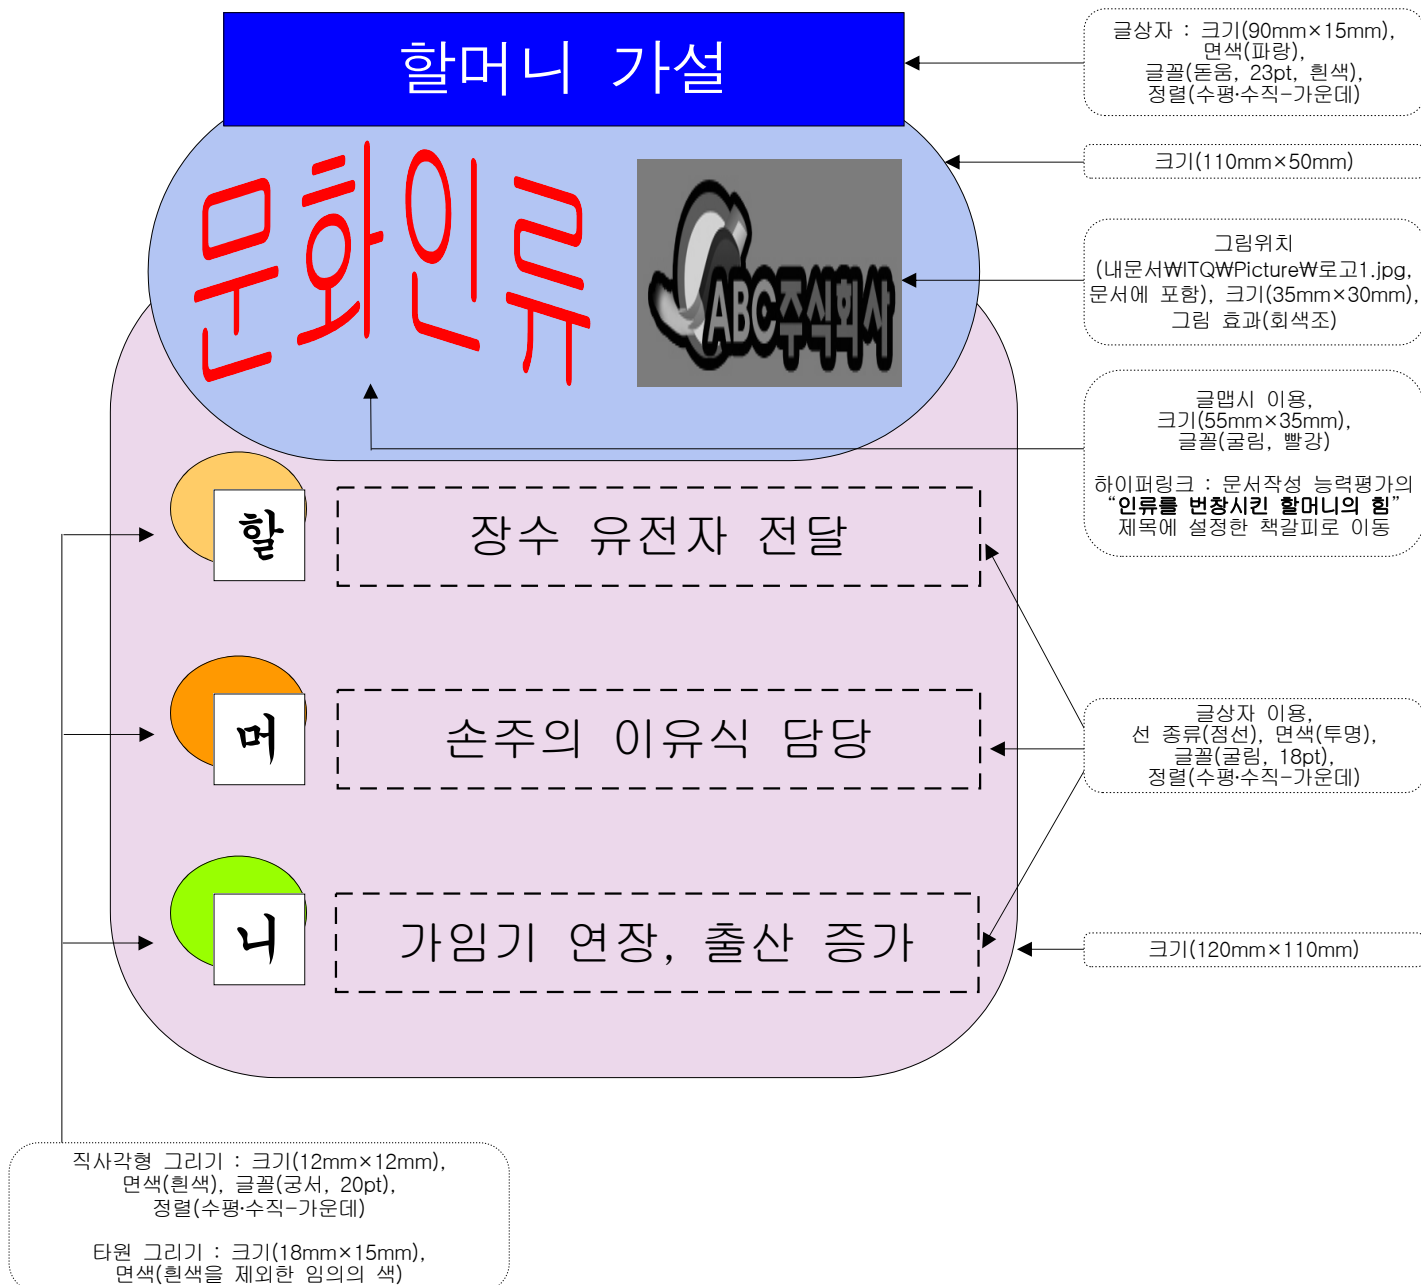 할머니 가설
글상자 : 크기(90mm×15mm),
면색(파랑),
글꼴(돋움, 23pt, 흰색),
정렬(수평·수직-가운데)
크기(110mm×50mm)
문화인류
ABC주식회사
그림위치
(내문서₩ITQ₩Picture₩로고1.jpg,
문서에 포함), 크기(35mm×30mm),
그림 효과(회색조)
글맵시 이용,
크기(55mm×35mm),
글꼴(굴림, 빨강)
하이퍼링크 : 문서작성 능력평가의
“인류를 번창시킨 할머니의 힘”
제목에 설정한 책갈피로 이동
할
장수 유전자 전달
머
손주의 이유식 담당
글상자 이용,
선 종류(점선), 면색(투명),
글꼴(굴림, 18pt),
정렬(수평·수직-가운데)
니
가임기 연장, 출산 증가
크기(120mm×110mm)
직사각형 그리기 : 크기(12mm×12mm),
면색(흰색), 글꼴(궁서, 20pt),
정렬(수평·수직-가운데)
타원 그리기 : 크기(18mm×15mm),
면색(흰색을 제외한 임의의 색)